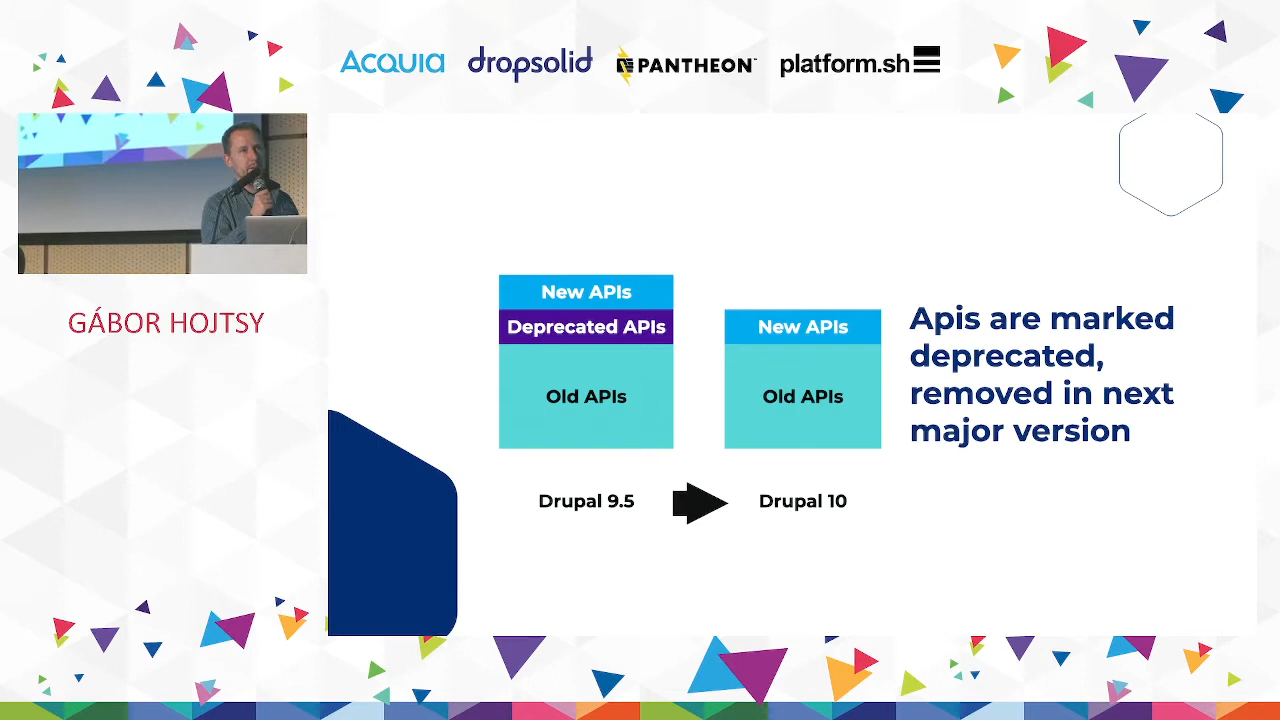 ACQUIA
dropsolid
PANTHEON
platform.sh
GÁBOR HOJTSY
New APIs
Deprecated APIs
Old APIs
New APIs
Old APIs
Apis are marked
deprecated,
removed in next
major version
Drupal 9.5
Drupal 10